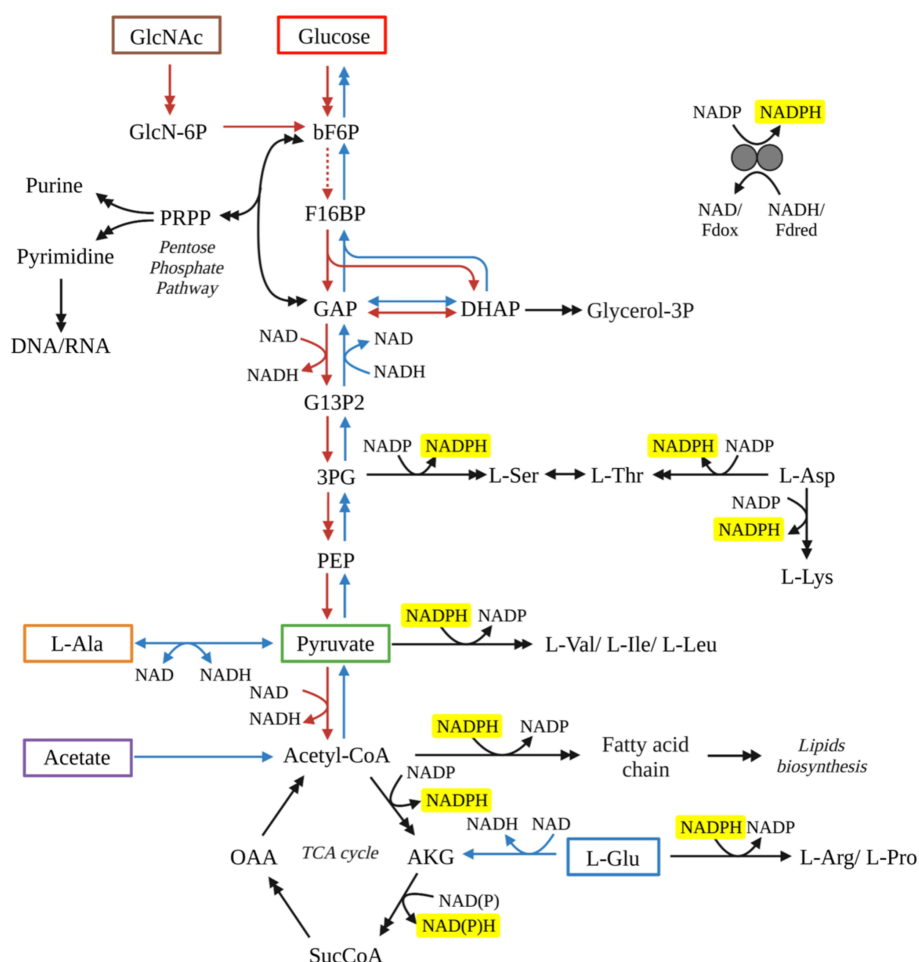 GlcNAc
Glucose
GlcN-6P
bF6P
NADP
NADPH
NAD/
Fdox
NADH/
Fdred
Purine
Pyrimidine
PRPP
Pentose
Phosphate
Pathway
DNA/RNA
F16BP
GAP
DHAP
Glycerol-3P
NAD
NADH
NAD
NADH
G13P2
3PG
NADP
NADPH
L-Ser
L-Thr
NADPH
NADP
L-Asp
NADP
NADPH
L-Lys
PEP
L-Ala
NAD
NADH
Pyruvate
NADPH
NADP
L-Val/ L-Ile/ L-Leu
NAD
NADH
Acetate
Acetyl-CoA
NADPH
NADP
Fatty acid
chain
Lipids
biosynthesis
NADP
NADPH
OAA
TCA cycle
AKG
NADH
NAD
L-Glu
NADPH
NADP
L-Arg/ L-Pro
NAD(P)
NAD(P)H
SucCoA